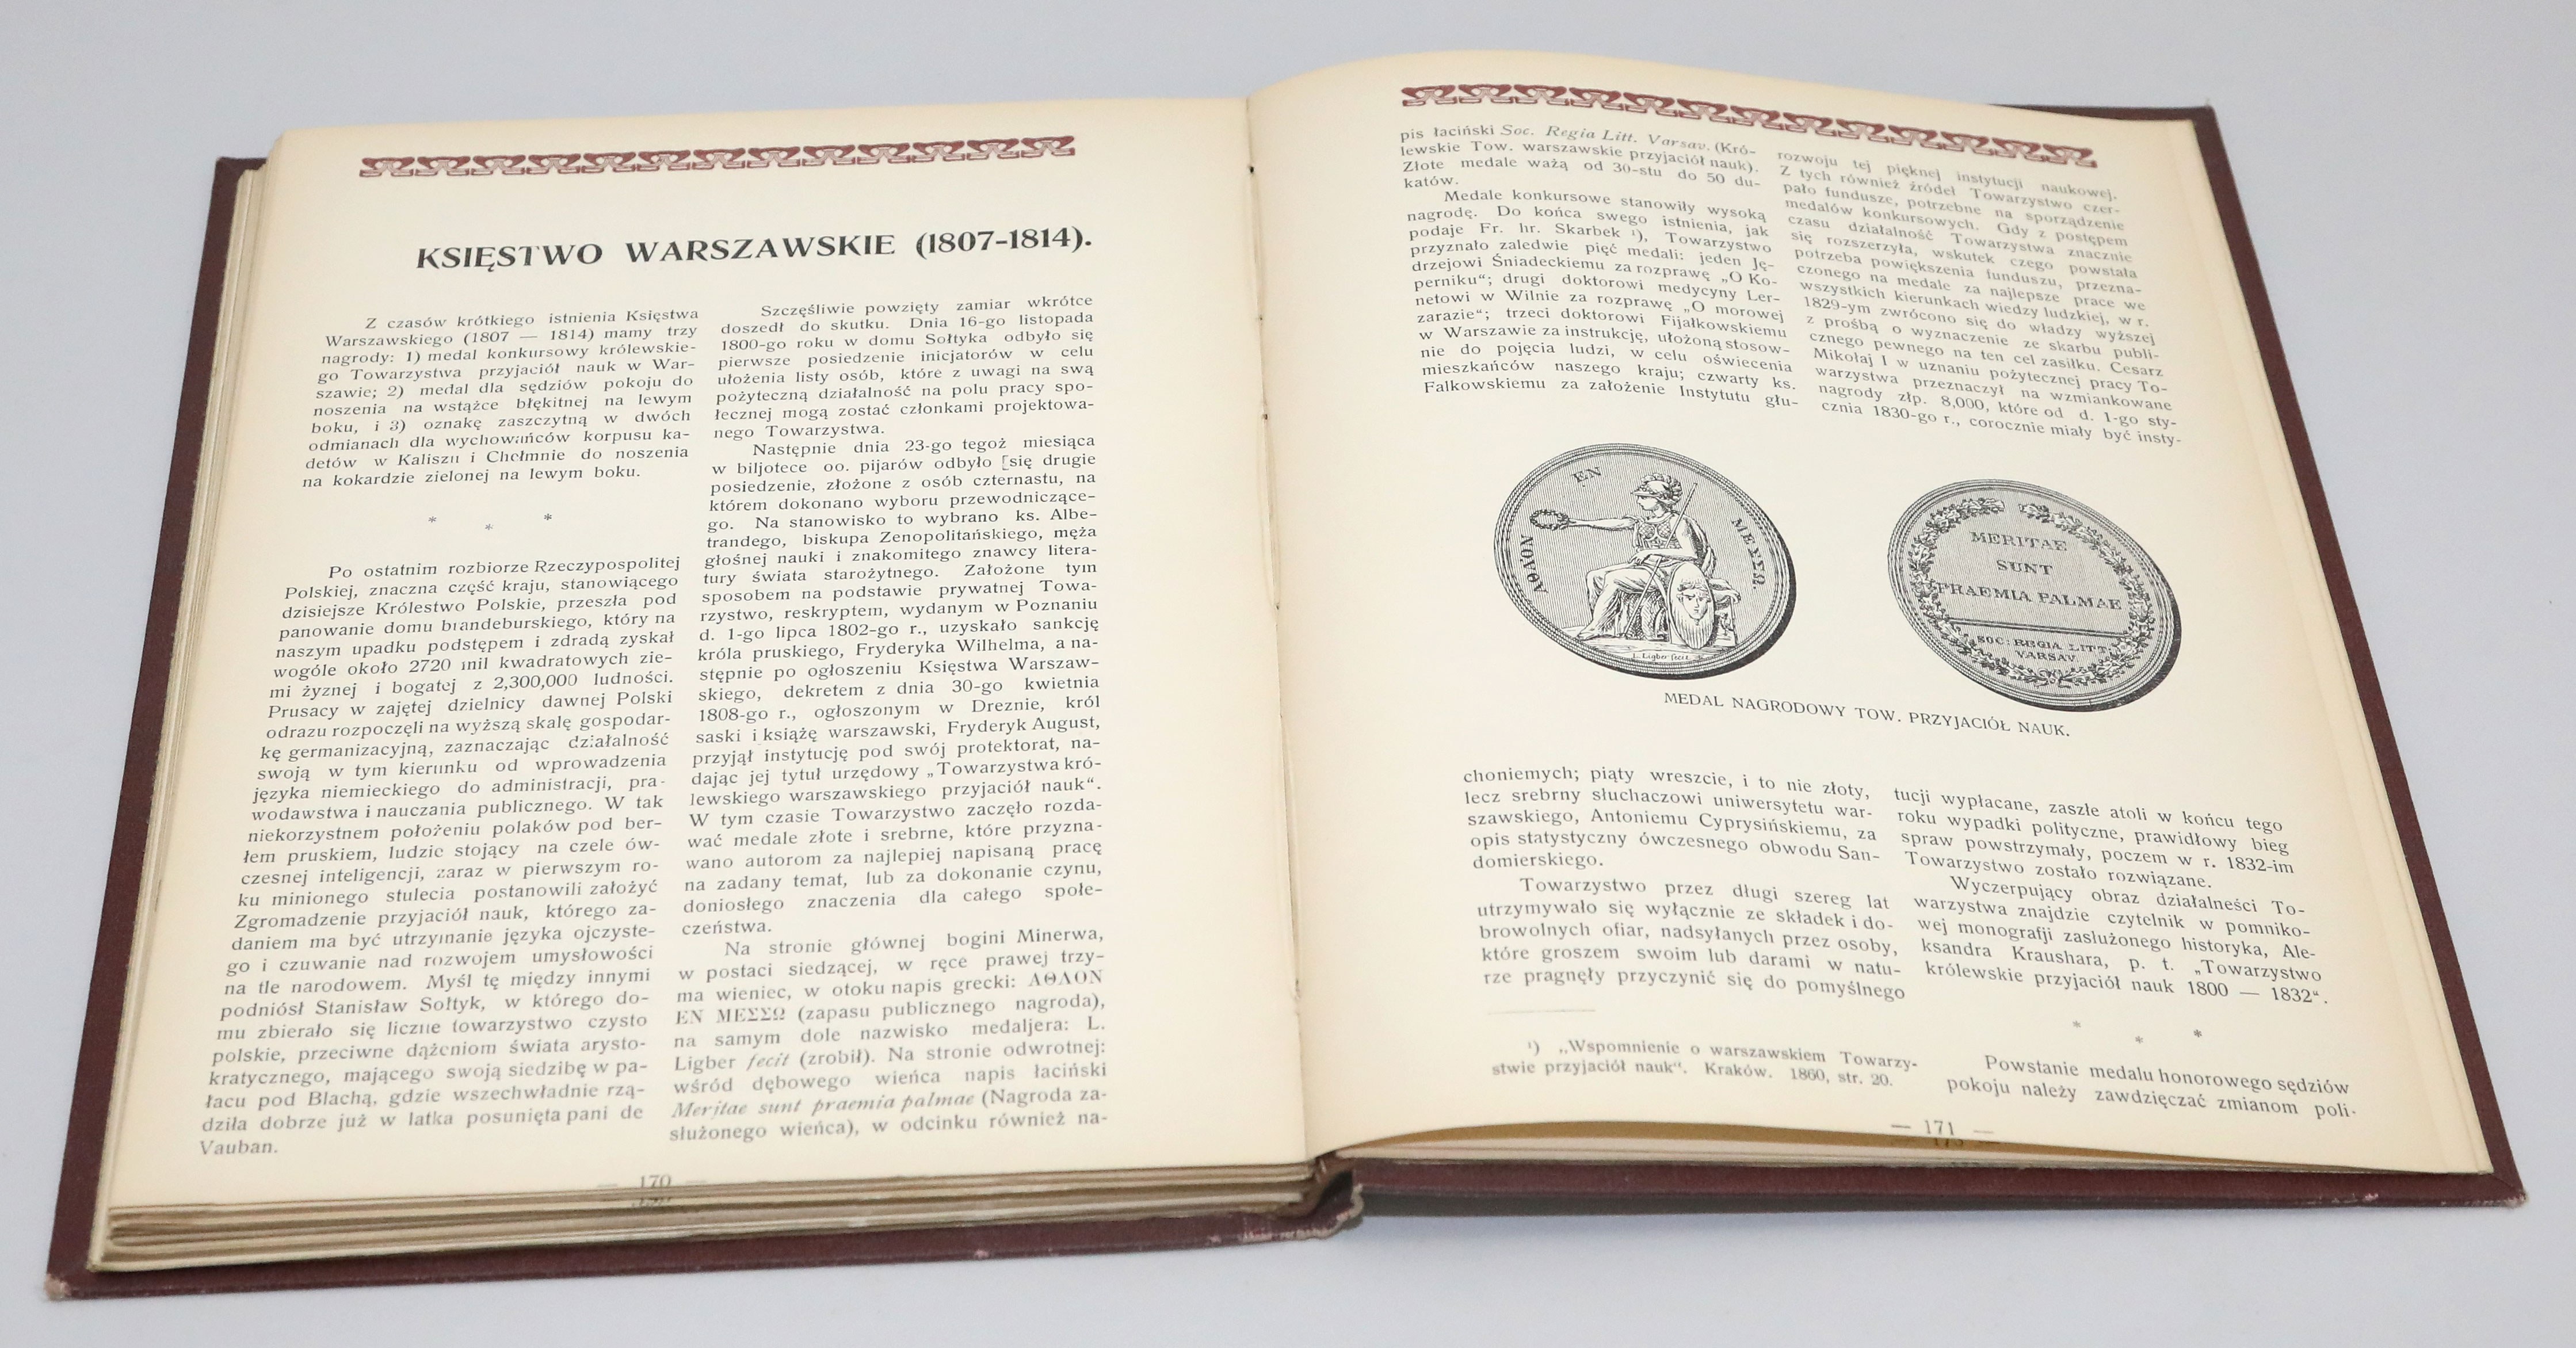 KSIĘSTWO WARSZAWSKIE (1807-1814).
Z czasów krótkiego istnienia Księstwa
Warszawskiego (1807 — 1814) mamy trzy
nagrody: 1) medal konkursowy królewskie-
go Towarzystwa przyjaciół nauk w War-
szawie; 2) medal dla sędziów pokoju do
noszenia na wstążce błękitnej na lewym
boku, i 3) oznakę zaszczytną w dwóch
odmianach dla wychowańców korpusu ka-
detów w Kaliszu i Chełmnie do noszenia
na kokardzie zielonej na lewym boku.
* * *
Po ostatnim rozbiorze Rzeczypospolitej
Polskiej, znaczna część kraju, stanowiącego
dzisiejsze Królestwo Polskie, przeszła pod
panowanie domu brandeburskiego, który na
naszym upadku podstępem i zdradą zyskał
wogóle około 2720 mil kwadratowych zie-
mi żyznej i bogatej z 2,300,000 ludności.
Prusacy w zajętej dzielnicy dawnej Polski
odrazu rozpoczęli na wyższą skalę gospodar-
kę germanizacyjną, zaznaczając działalność
swoją w tym kierunku od wprowadzenia
języka niemieckiego do administracji, pra-
wodawstwa i nauczania publicznego. W tak
niekorzystnem położeniu polaków pod ber-
łem pruskiem, ludzie stojący na czele ów-
czesnej inteligencji, zaraz w pierwszym ro-
ku minionego stulecia postanowili założyć
Zgromadzenie przyjaciół nauk, którego za-
daniem ma być utrzymanie języka ojczyste-
go i czuwanie nad rozwojem umysłowości
na tle narodowem. Myśl tę między innymi
podniósł Stanisław Sołtyk, w którego do-
mu zbierało się liczne towarzystwo czysto
polskie, przeciwne dążeniom świata arysto-
kratycznego, mającego swoją siedzibę w pa-
łacu pod Blachą, gdzie wszechwładnie rzą-
dziła dobrze już w latka posunięta pani de
Vauban.
Szczęśliwie powzięty zamiar wkrótce
doszedł do skutku. Dnia 16-go listopada
1800-go roku w domu Sołtyka odbyło się
pierwsze posiedzenie inicjatorów w celu
ułożenia listy osób, które z uwagi na swą
pożyteczną działalność na polu pracy spo-
łecznej mogą zostać członkami projektowa-
nego Towarzystwa.
Następnie dnia 23-go tegoż miesiąca
w biljotece oo. pijarów odbyło [się drugie
posiedzenie, złożone z osób czternastu, na
którem dokonano wyboru przewodniczące-
go. Na stanowisko to wybrano ks. Albe-
trandego, biskupa Zenopolitańskiego, męża
głośnej nauki i znakomitego znawcy litera-
tury świata starożytnego. Założone tym
sposobem na podstawie prywatnej Towa-
rzystwo, reskryptem, wydanym w Poznaniu
d. 1-go lipca 1802-go r., uzyskało sankcję
króla pruskiego, Fryderyka Wilhelma, a na-
stępnie po ogłoszeniu Księstwa Warszaw-
skiego, dekretem z dnia 30-go kwietnia
1808-go r., ogłoszonym w Dreznie, król
saski i książę warszawski, Fryderyk August,
przyjął instytucję pod swój protektorat, na-
dając jej tytuł urzędowy „Towarzystwa kró-
lewskiego warszawskiego przyjaciół nauk“.
W tym czasie Towarzystwo zaczęło rozda-
wać medale złote i srebrne, które przyzna-
wano autorom za najlepiej napisaną pracę
na zadany temat, lub za dokonanie czynu,
doniosłego znaczenia dla całego społe-
czeństwa.
Na stronie głównej bogini Minerwa,
w postaci siedzącej, w ręce prawej trzy-
ma wieniec, w otoku napis grecki: ΑΘΛΟΝ
ΕΝ ΜΕΣΣΩ (zapasu publicznego nagroda),
na samym dole nazwisko medaljera: L.
Ligber fecit (zrobił). Na stronie odwrotnej:
wśród dębowego wieńca napis łaciński
Meritae sunt praemia palmae (Nagroda za-
służonego wieńca), w odcinku również na-
— 170 —
pis łaciński Soc. Regia Litt. Varsav. (Kró-
lewskie Tow. warszawskie przyjaciół nauk).
Złote medale ważą od 30-stu do 50 du-
katów.
Medale konkursowe stanowiły wysoką
nagrodę. Do końca swego istnienia, jak
podaje Fr. hr. Skarbek ¹), Towarzystwo
przyznało zaledwie pięć medali: jeden Ję-
drzejowi Śniadeckiemu za rozprawę „O Ko-
perniku“; drugi doktorowi medycyny Ler-
netowi w Wilnie za rozprawę „O morowej
zarazie“; trzeci doktorowi Fijałkowskiemu
w Warszawie za instrukcję, ułożoną stosow-
nie do pojęcia ludzi, w celu oświecenia
mieszkańców naszego kraju; czwarty ks.
Falkowskiemu za założenie Instytutu głu-
rozwoju tej pięknej instytucji naukowej.
Z tych również źródeł Towarzystwo czer-
pało fundusze, potrzebne na sporządzenie
medalów konkursowych. Gdy z postępem
czasu działalność Towarzystwa znacznie
się rozszerzyła, wskutek czego powstała
potrzeba powiększenia funduszu, przezna-
czonego na medale za najlepsze prace we
wszystkich kierunkach wiedzy ludzkiej, w r.
1829-ym zwrócono się do władzy wyższej
z prośbą o wyznaczenie ze skarbu publi-
cznego pewnego na ten cel zasiłku. Cesarz
Mikołaj I w uznaniu pożytecznej pracy To-
warzystwa przeznaczył na wzmiankowane
nagrody złp. 8,000, które od d. 1-go sty-
cznia 1830-go r., corocznie miały być insty-
ΑΘΛΟΝ ΕΝ ΜΕΣΣΩ.
L. Ligber fecit
MERITAE
SUNT
PRAEMIA PALMAE
SOC: REGIA LITT.
VARSAV
MEDAL NAGRODOWY TOW. PRZYJACIÓŁ NAUK.
choniemych; piąty wreszcie, i to nie złoty,
lecz srebrny słuchaczowi uniwersytetu war-
szawskiego, Antoniemu Cyprysińskiemu, za
opis statystyczny ówczesnego obwodu San-
domierskiego.
Towarzystwo przez długi szereg lat
utrzymywało się wyłącznie ze składek i do-
browolnych ofiar, nadsyłanych przez osoby,
które groszem swoim lub darami w natu-
rze pragnęły przyczynić się do pomyślnego
¹) „Wspomnienie o warszawskiem Towarzy-
stwie przyjaciół nauk“. Kraków. 1860, str. 20.
tucji wypłacane, zaszłe atoli w końcu tego
roku wypadki polityczne, prawidłowy bieg
spraw powstrzymały, poczem w r. 1832-im
Towarzystwo zostało rozwiązane.
Wyczerpujący obraz działalności To-
warzystwa znajdzie czytelnik w pomniko-
wej monografji zasłużonego historyka, Ale-
ksandra Kraushara, p. t. „Towarzystwo
królewskie przyjaciół nauk 1800 — 1832“.
* * *
Powstanie medalu honorowego sędziów
pokoju należy zawdzięczać zmianom poli-
— 171 —